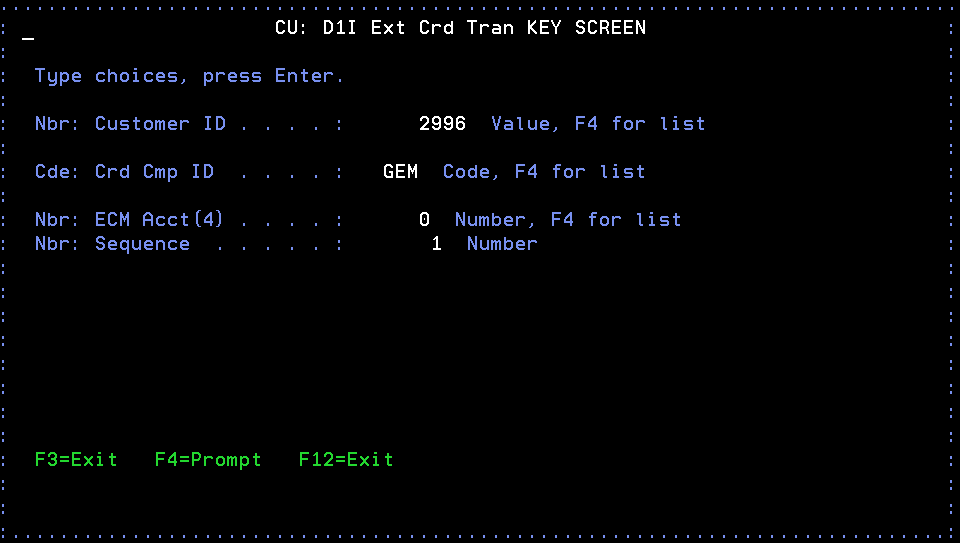 CU: D1I Ext Crd Tran KEY SCREEN
Type choices, press Enter.
Nbr: Customer ID . . . . : 2996 Value, F4 for list
Cde: Crd Cmp ID . . . . : GEM Code, F4 for list
Nbr: ECM Acct(4) . . . . : 0 Number, F4 for list
Nbr: Sequence . . . . . . : 1 Number
F3=Exit F4=Prompt F12=Exit